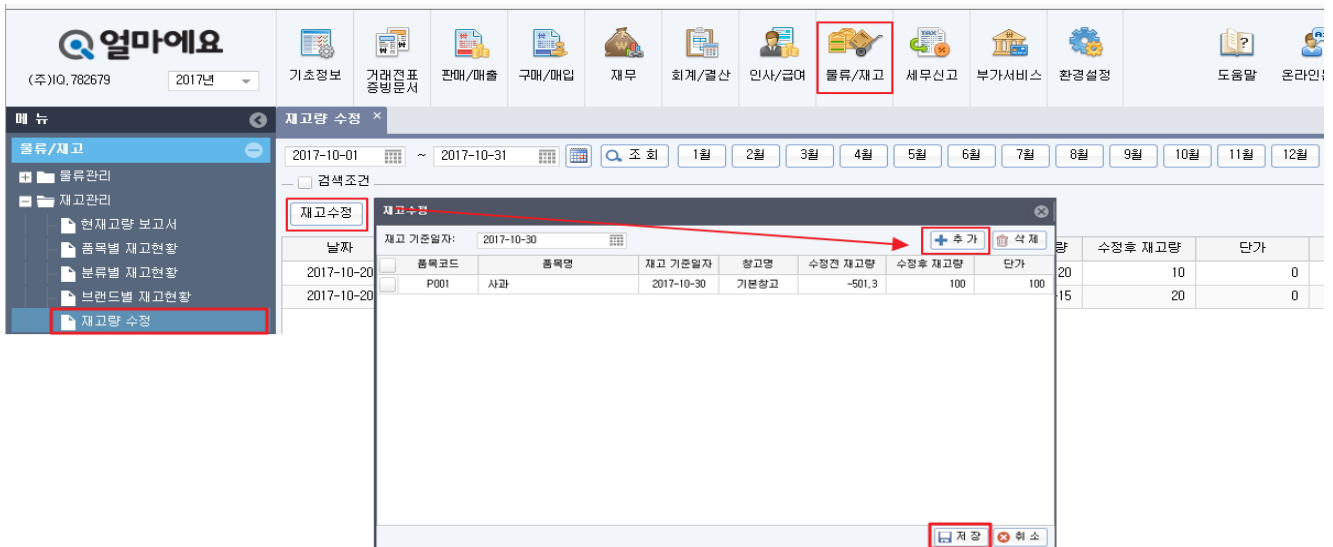 얼마에요
(주)IQ, 782679 2017년
기초정보 거래전표 증빙문서 판매/매출 구매/매입 재무 회계/결산 인사/급여 물류/재고 세무신고 부가서비스 환경설정 도움말
메 뉴
재고량 수정
물류/재고
2017-10-01 ~ 2017-10-31 조 회 1월 2월 3월 4월 5월 6월 7월 8월 9월 10월 11월 12월
물류관리
검색조건
재고관리
재고수정
현재고량 보고서
품목별 재고현황
분류별 재고현황
브랜드별 재고현황
재고량 수정
날짜 수정후 재고량 단가
2017-10-20 20 10 0
2017-10-20 -15 20 0
재고수정
재고 기준일자: 2017-10-30 추 가 삭 제
품목코드 품목명 재고 기준일자 창고명 수정전 재고량 수정후 재고량 단가
P001 사과 2017-10-30 기본창고 -501.3 100 100
저 장 취 소